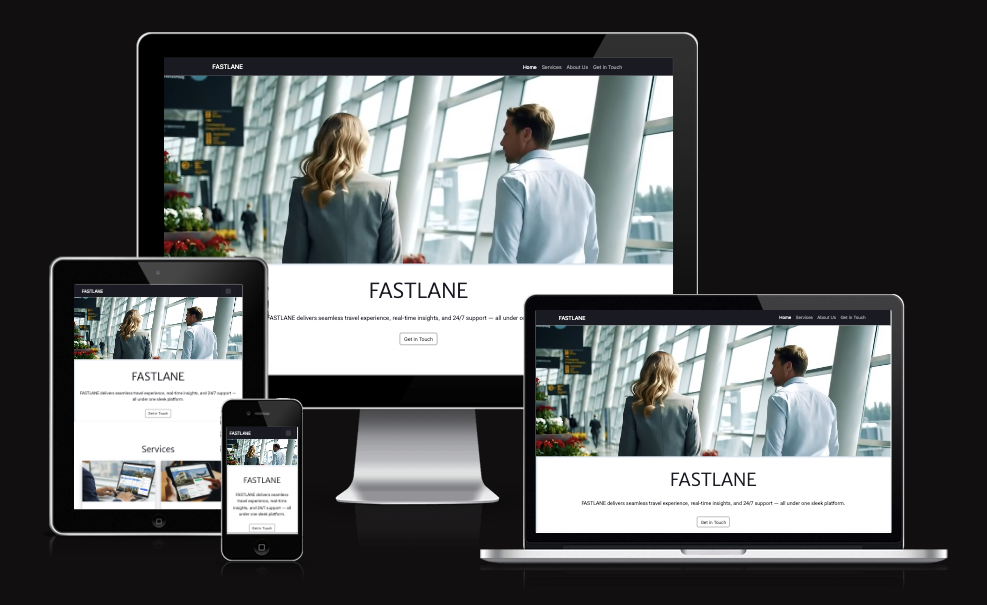 FASTLANE
Home Services About Us Get in Touch
FASTLANE
FASTLANE delivers seamless travel experience, real-time insights, and 24/7 support — all under
Get in Touch
FASTLANE
FASTLANE
FASTLANE delivers seamless travel experience, real-time insights, and 24/7 support —
all under one sleek platform.
Get in Touch
Services
FASTLANE
FASTLANE
FASTLANE delivers seamless
travel experience, real-time
insights, and 24/7 support — all
under one sleek platform.
Get in Touch
FASTLANE
Home Services About Us Get in Touch
FASTLANE
FASTLANE delivers seamless travel experience, real-time insights, and 24/7 support — all under one sleek platform.
Get in Touch